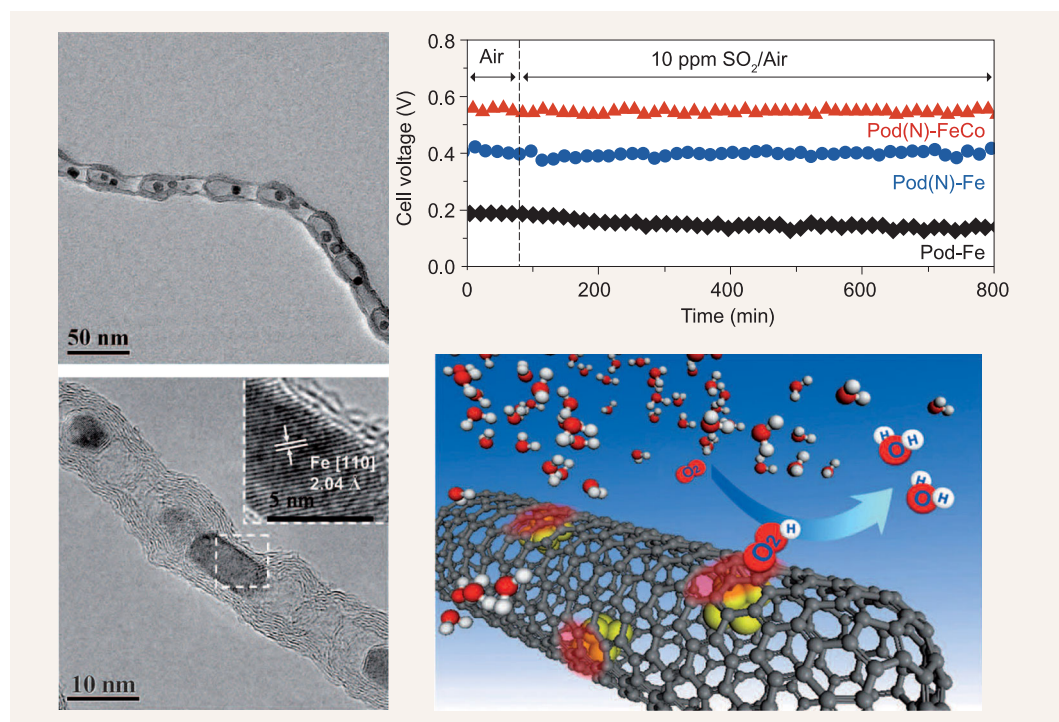 50 nm
Fe [110]
2.04 Å
5 nm
10 nm
0.8
0.6
0.4
0.2
0.0
Cell voltage (V)
Air
10 ppm SO2/Air
Pod(N)-FeCo
Pod(N)-Fe
Pod-Fe
0
200
400
600
800
Time (min)
O2
H
H
O
H
O
H
H
O2